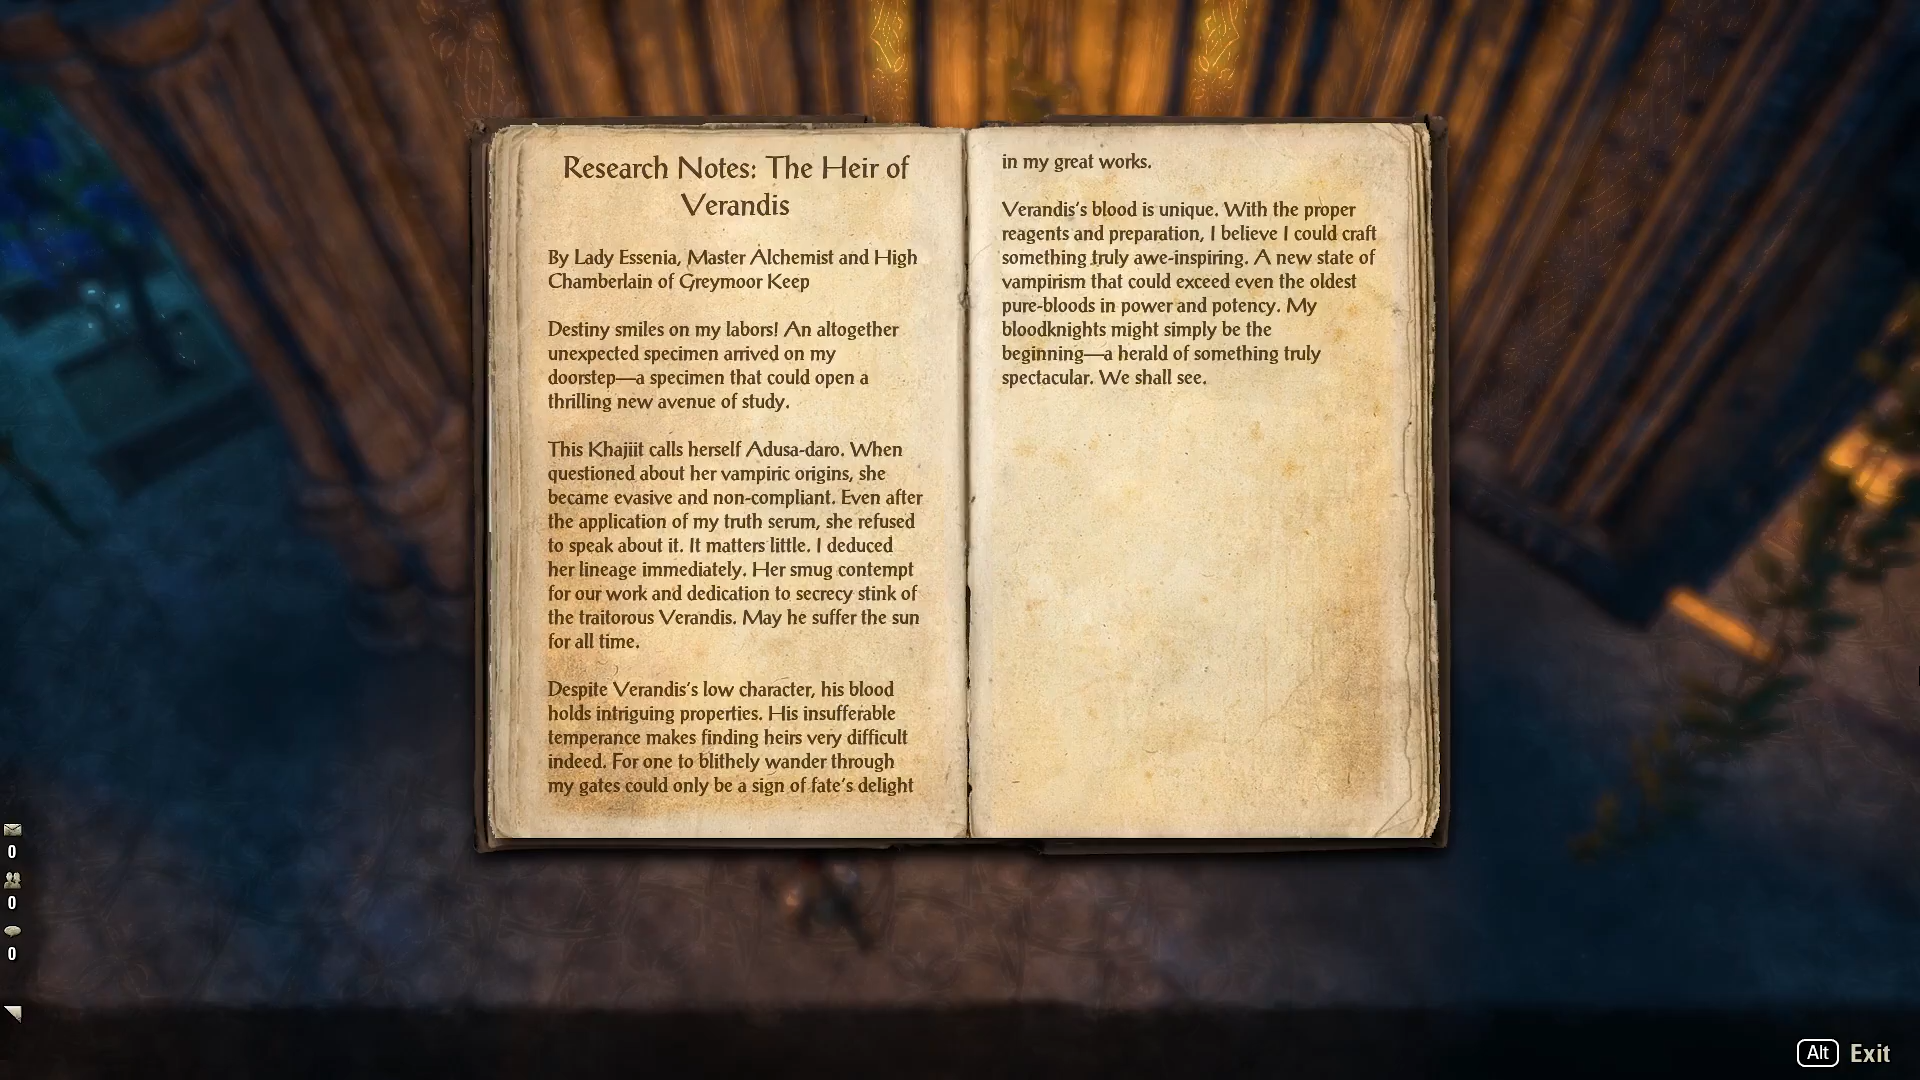 Research Notes: The Heir of
Verandis
By Lady Essenia, Master Alchemist and High
Chamberlain of Greymoor Keep
Destiny smiles on my labors! An altogether
unexpected specimen arrived on my
doorstep—a specimen that could open a
thrilling new avenue of study.
This Khajiit calls herself Adusa-daro. When
questioned about her vampiric origins, she
became evasive and non-compliant. Even after
the application of my truth serum, she refused
to speak about it. It matters little. I deduced
her lineage immediately. Her smug contempt
for our work and dedication to secrecy stink of
the traitorous Verandis. May he suffer the sun
for all time.
Despite Verandis's low character, his blood
holds intriguing properties. His insufferable
temperance makes finding heirs very difficult
indeed. For one to blithely wander through
my gates could only be a sign of fate's delight
in my great works.
Verandis's blood is unique. With the proper
reagents and preparation, I believe I could craft
something truly awe-inspiring. A new state of
vampirism that could exceed even the oldest
pure-bloods in power and potency. My
bloodknights might simply be the
beginning—a herald of something truly
spectacular. We shall see.
0
0
0
Alt Exit